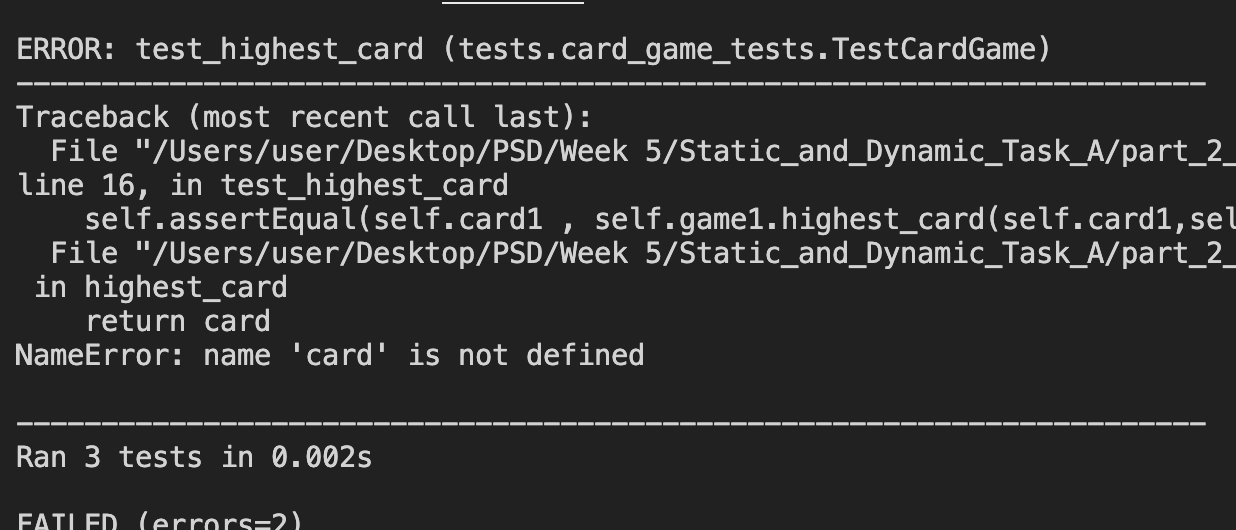 ERROR: test_highest_card (tests.card_game_tests.TestCardGame)
----------------------------------------------------------------------
Traceback (most recent call last):
  File "/Users/user/Desktop/PSD/Week 5/Static_and_Dynamic_Task_A/part_2_
line 16, in test_highest_card
    self.assertEqual(self.card1 , self.game1.highest_card(self.card1,sel
  File "/Users/user/Desktop/PSD/Week 5/Static_and_Dynamic_Task_A/part_2_
 in highest_card
    return card
NameError: name 'card' is not defined

----------------------------------------------------------------------
Ran 3 tests in 0.002s

FAILED (errors=2)